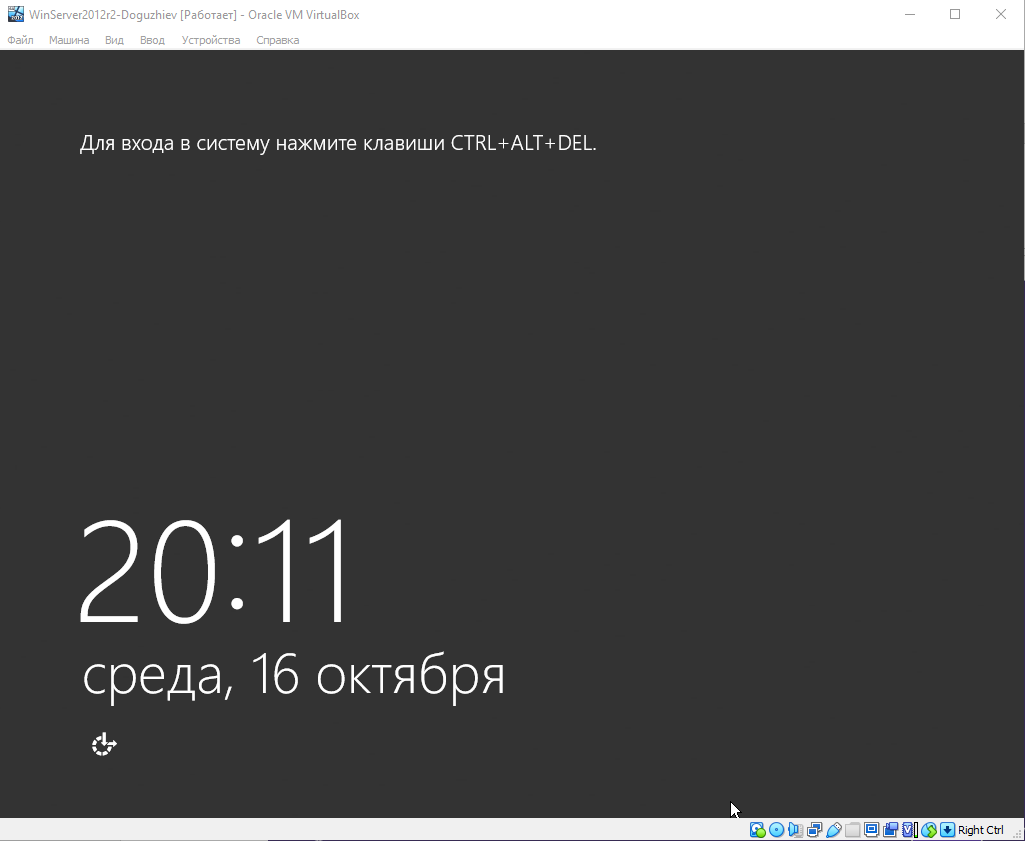 WinServer2012r2-Doguzhiev [Работает] - Oracle VM VirtualBox
Файл Машина Вид Ввод Устройства Справка
Для входа в систему нажмите клавиши CTRL+ALT+DEL.
20:11
среда, 16 октября
Right Ctrl